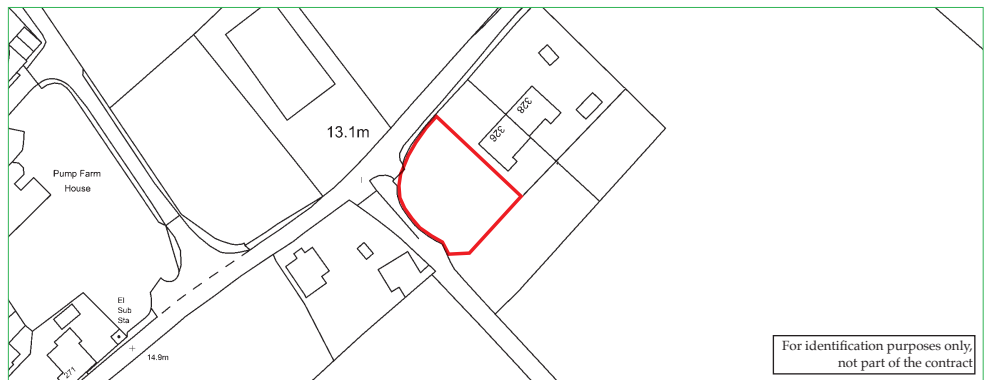 328
326
13.1m
Pump Farm
House
El
Sub
Sta
14.9m
271
For identification purposes only,
not part of the contract